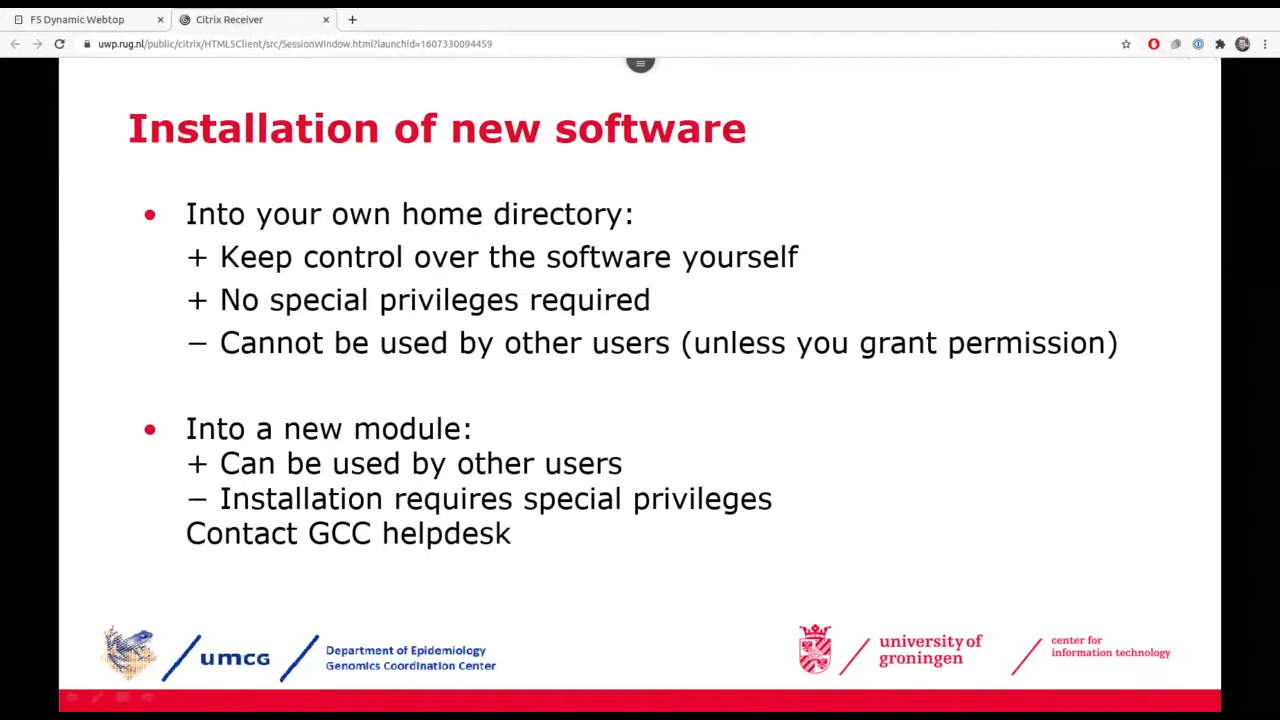 F5 Dynamic Webtop
Citrix Receiver
uwp.rug.nl/public/citrix/HTML5Client/src/SessionWindow.html?launchid=1607330094459
Installation of new software
• Into your own home directory:
+ Keep control over the software yourself
+ No special privileges required
− Cannot be used by other users (unless you grant permission)
• Into a new module:
+ Can be used by other users
− Installation requires special privileges
Contact GCC helpdesk
umcg
Department of Epidemiology
Genomics Coordination Center
university of
groningen
center for
information technology